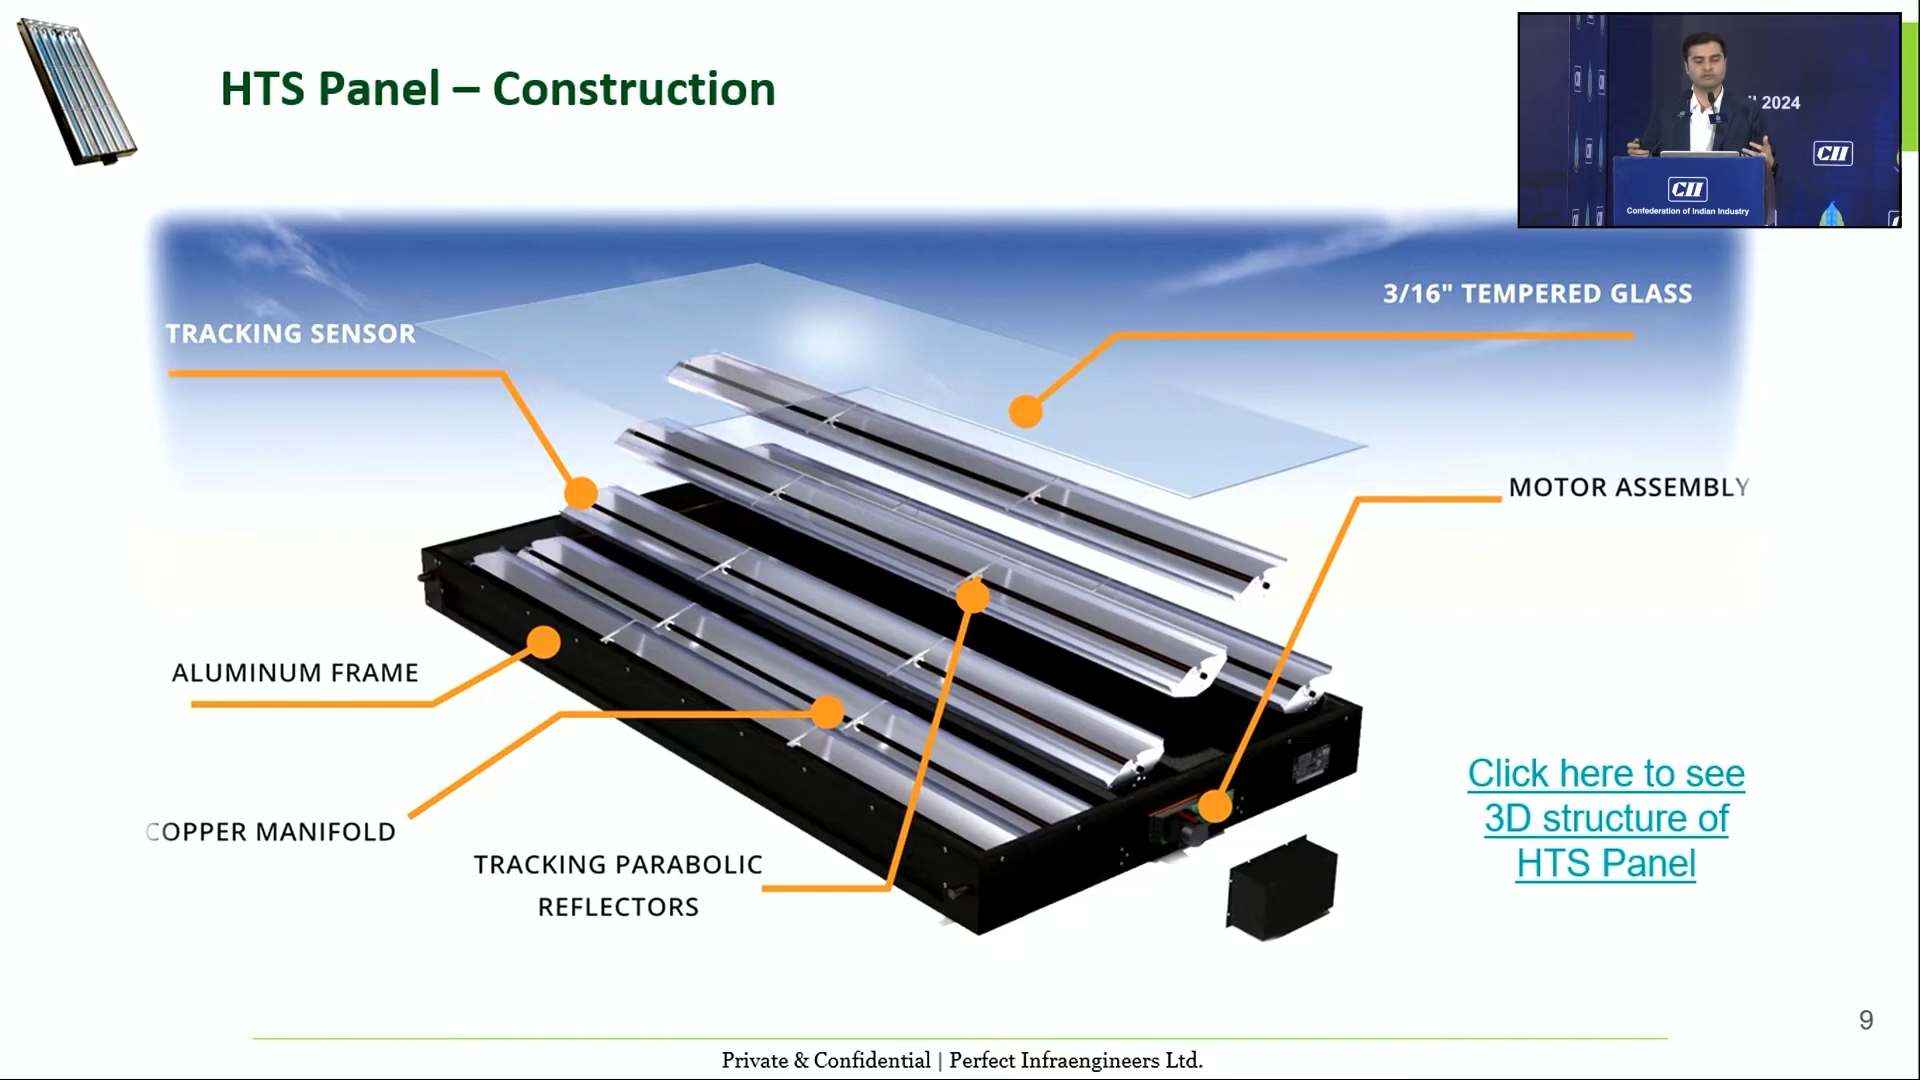 HTS Panel – Construction
2024
CII
CII
Confederation of Indian Industry
3/16" TEMPERED GLASS
TRACKING SENSOR
MOTOR ASSEMBLY
ALUMINUM FRAME
COPPER MANIFOLD
TRACKING PARABOLIC
REFLECTORS
Click here to see
3D structure of
HTS Panel
9
Private & Confidential | Perfect Infraengineers Ltd.